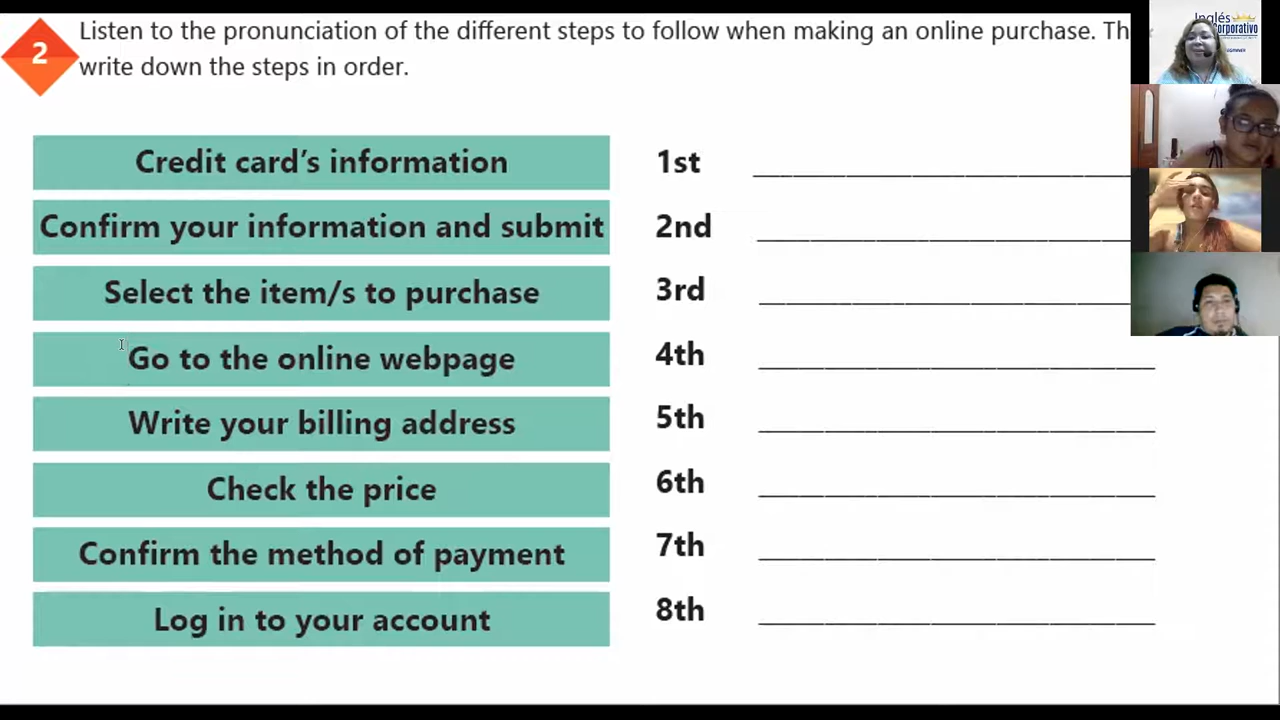 2
Listen to the pronunciation of the different steps to follow when making an online purchase. Th
write down the steps in order.
Credit card's information
1st
Confirm your information and submit
2nd
Select the item/s to purchase
3rd
Go to the online webpage
4th
Write your billing address
5th
Check the price
6th
Confirm the method of payment
7th
Log in to your account
8th
Inglés
orporativo